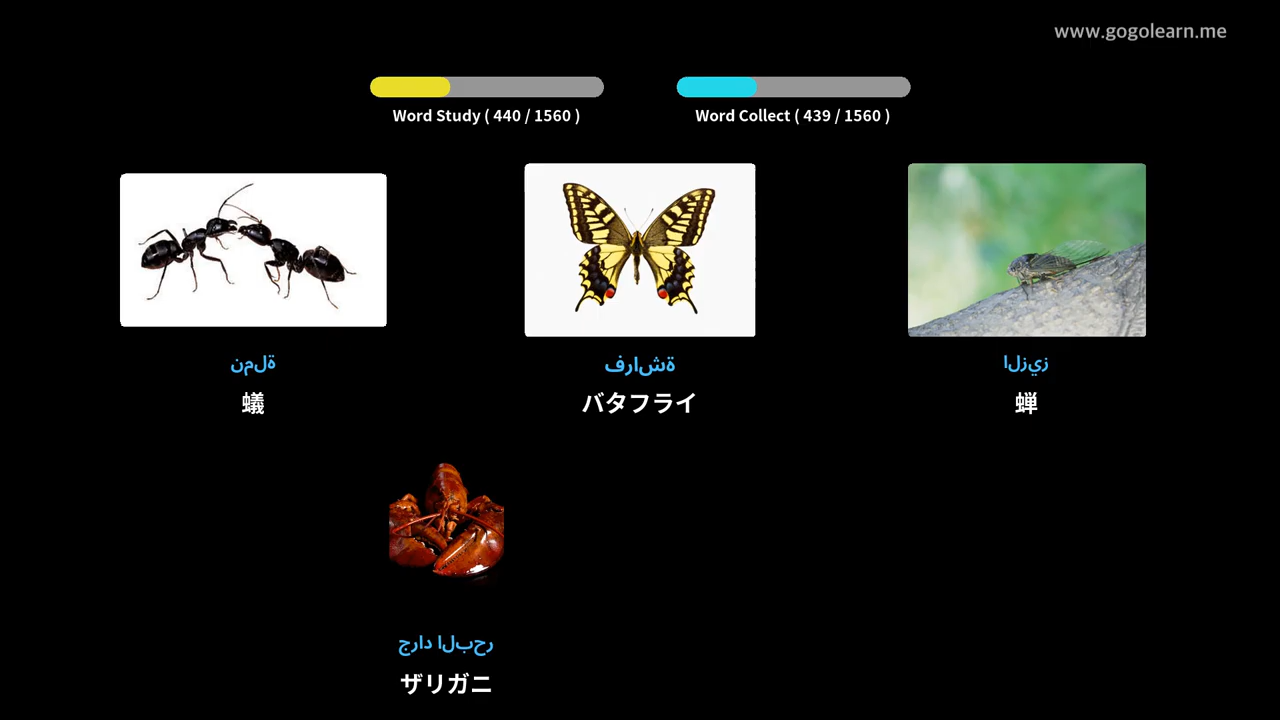 www.gogolearn.me
Word Study ( 440 / 1560 )
Word Collect ( 439 / 1560 )
نملة
فراشة
الزيز
蟻
バタフライ
蝉
جراد البحر
ザリガニ